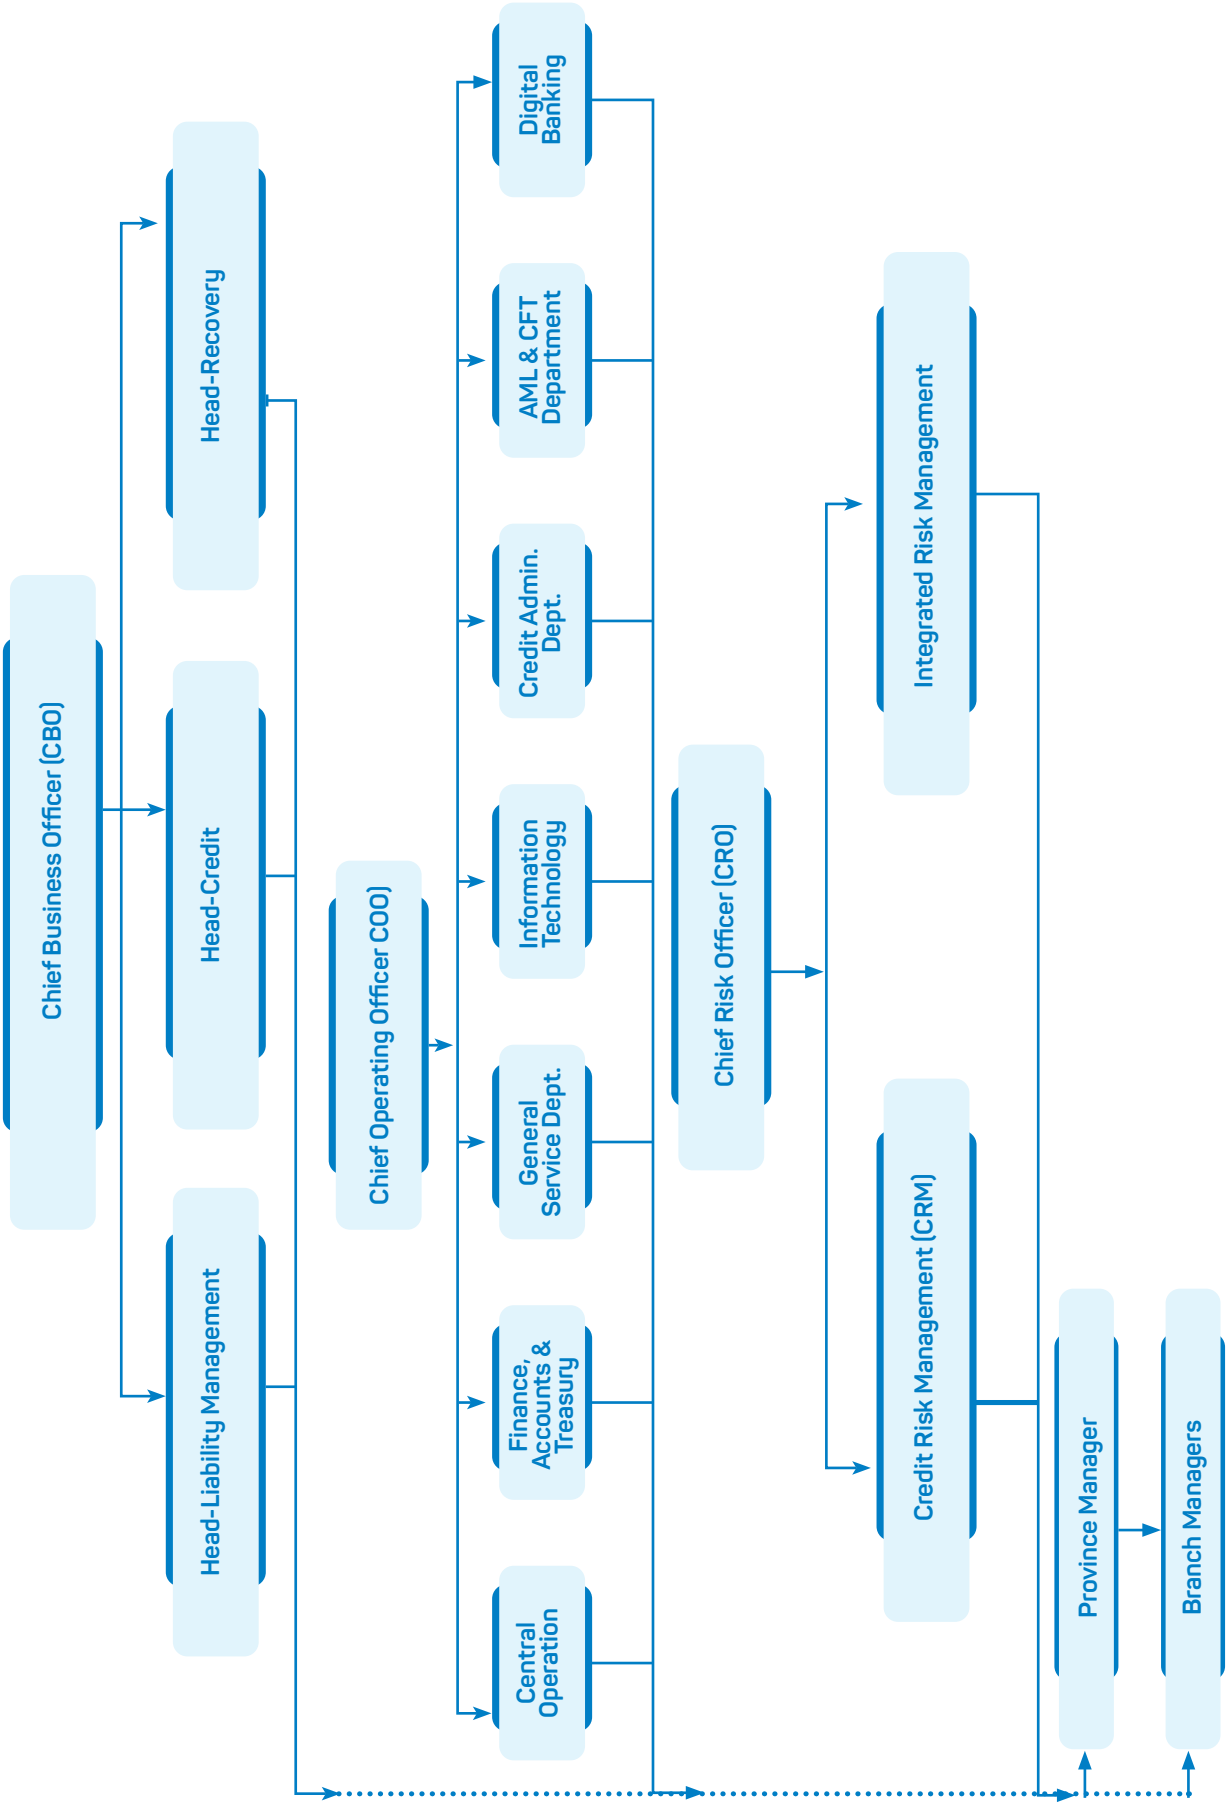 Chief Business Officer (CBO)
Head-Liability Management
Head-Credit
Head-Recovery
Chief Operating Officer COO)
Central
Operation
Finance,
Accounts &
Treasury
General
Service Dept.
Information
Technology
Credit Admin.
Dept.
AML & CFT
Department
Digital
Banking
Chief Risk Officer (CRO)
Credit Risk Management (CRM)
Integrated Risk Management
Province Manager
Branch Managers